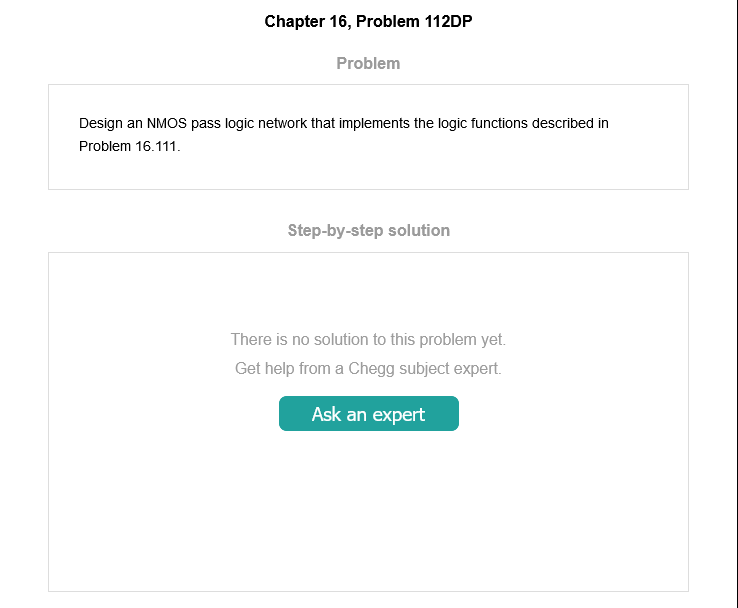 Chapter 16, Problem 112DP
Problem
Design an NMOS pass logic network that implements the logic functions described in
Problem 16.111.
Step-by-step solution
There is no solution to this problem yet.
Get help from a Chegg subject expert.
Ask an expert